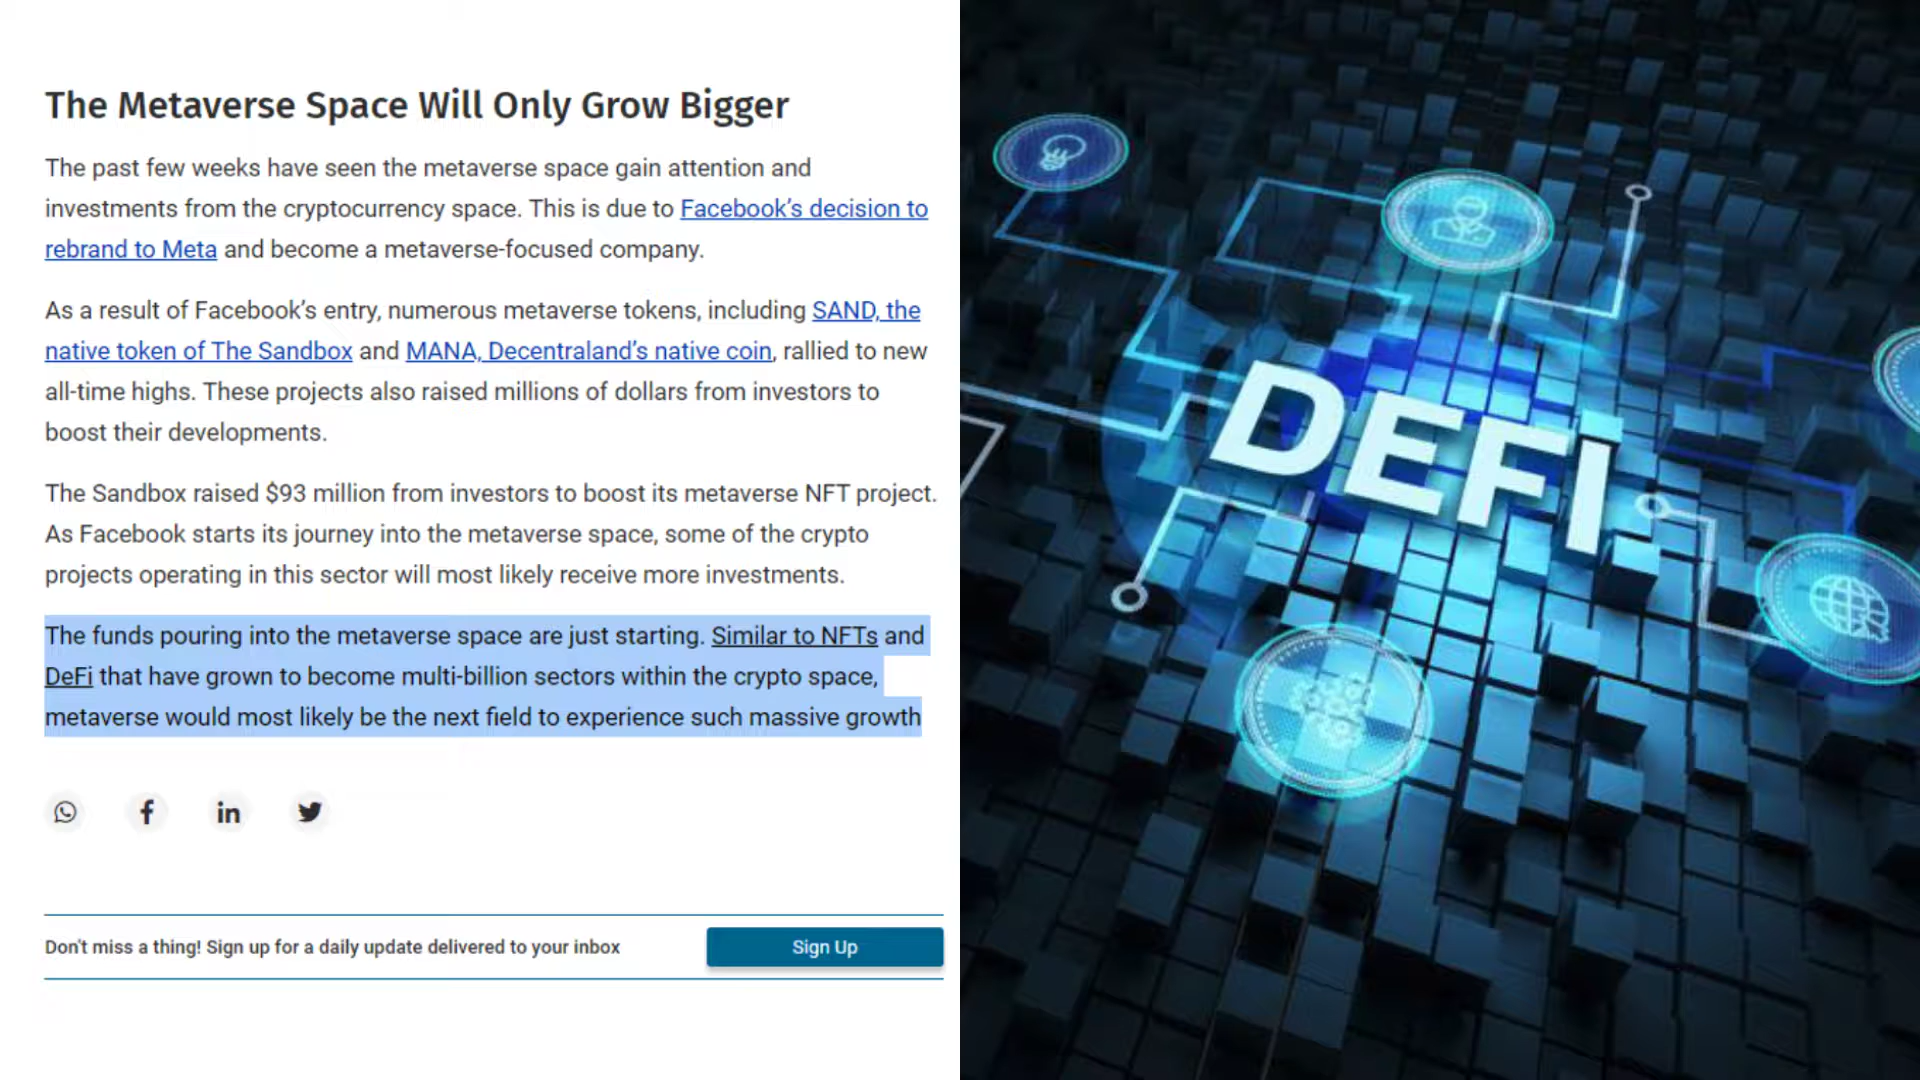 The Metaverse Space Will Only Grow Bigger
The past few weeks have seen the metaverse space gain attention and
investments from the cryptocurrency space. This is due to Facebook’s decision to
rebrand to Meta and become a metaverse-focused company.
As a result of Facebook’s entry, numerous metaverse tokens, including SAND, the
native token of The Sandbox and MANA, Decentraland’s native coin, rallied to new
all-time highs. These projects also raised millions of dollars from investors to
boost their developments.
The Sandbox raised $93 million from investors to boost its metaverse NFT project.
As Facebook starts its journey into the metaverse space, some of the crypto
projects operating in this sector will most likely receive more investments.
The funds pouring into the metaverse space are just starting. Similar to NFTs and
DeFi that have grown to become multi-billion sectors within the crypto space,
metaverse would most likely be the next field to experience such massive growth
Don't miss a thing! Sign up for a daily update delivered to your inbox
Sign Up
DEFI